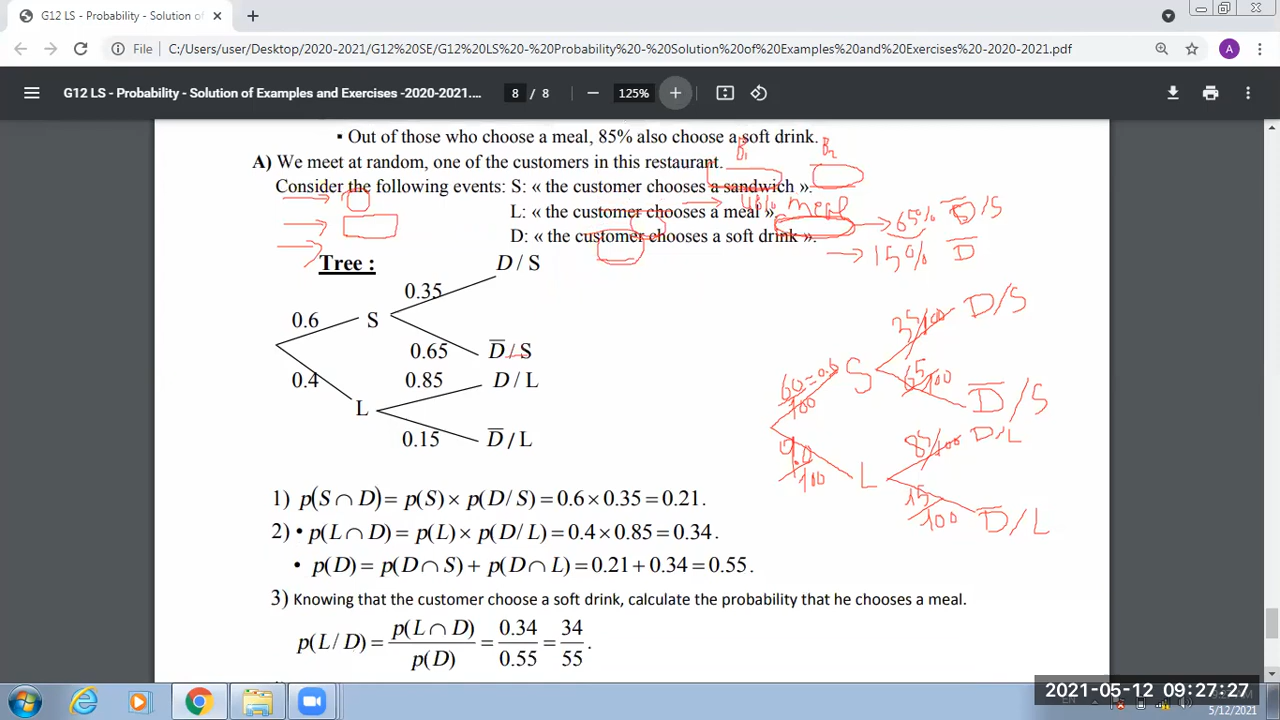 G12 LS - Probability - Solution of
File C:/Users/user/Desktop/2020-2021/G12%20SE/G12%20LS%20-%20Probability%20-%20Solution%20of%20Examples%20and%20Exercises%20-2020-2021.pdf
A
G12 LS - Probability - Solution of Examples and Exercises -2020-2021.... 8 / 8 125%
▪ Out of those who choose a meal, 85% also choose a soft drink.
B₁ B₂
A) We meet at random, one of the customers in this restaurant.
Consider the following events: S: « the customer chooses a sandwich ».
L: « the customer chooses a meal ». meal
65% D̅/S
D: « the customer chooses a soft drink ».
15% D̅
Tree :
D / S
0.35
0.6 S
0.65 D̅ / S
0.85 D / L
0.4 L
0.15 D̅ / L
35/100 D/S
60/100 = 0.6 S
65/100 D̅/S
85/100 D/L
L
15/100 D̅/L
1) p(S ∩ D) = p(S) × p(D / S) = 0.6 × 0.35 = 0.21.
2) • p(L ∩ D) = p(L) × p(D / L) = 0.4 × 0.85 = 0.34.
• p(D) = p(D ∩ S) + p(D ∩ L) = 0.21 + 0.34 = 0.55.
3) Knowing that the customer choose a soft drink, calculate the probability that he chooses a meal.
p(L / D) = p(L ∩ D) / p(D) = 0.34 / 0.55 = 34 / 55.
2021-05-12 09:27:27
EN
5/12/2021